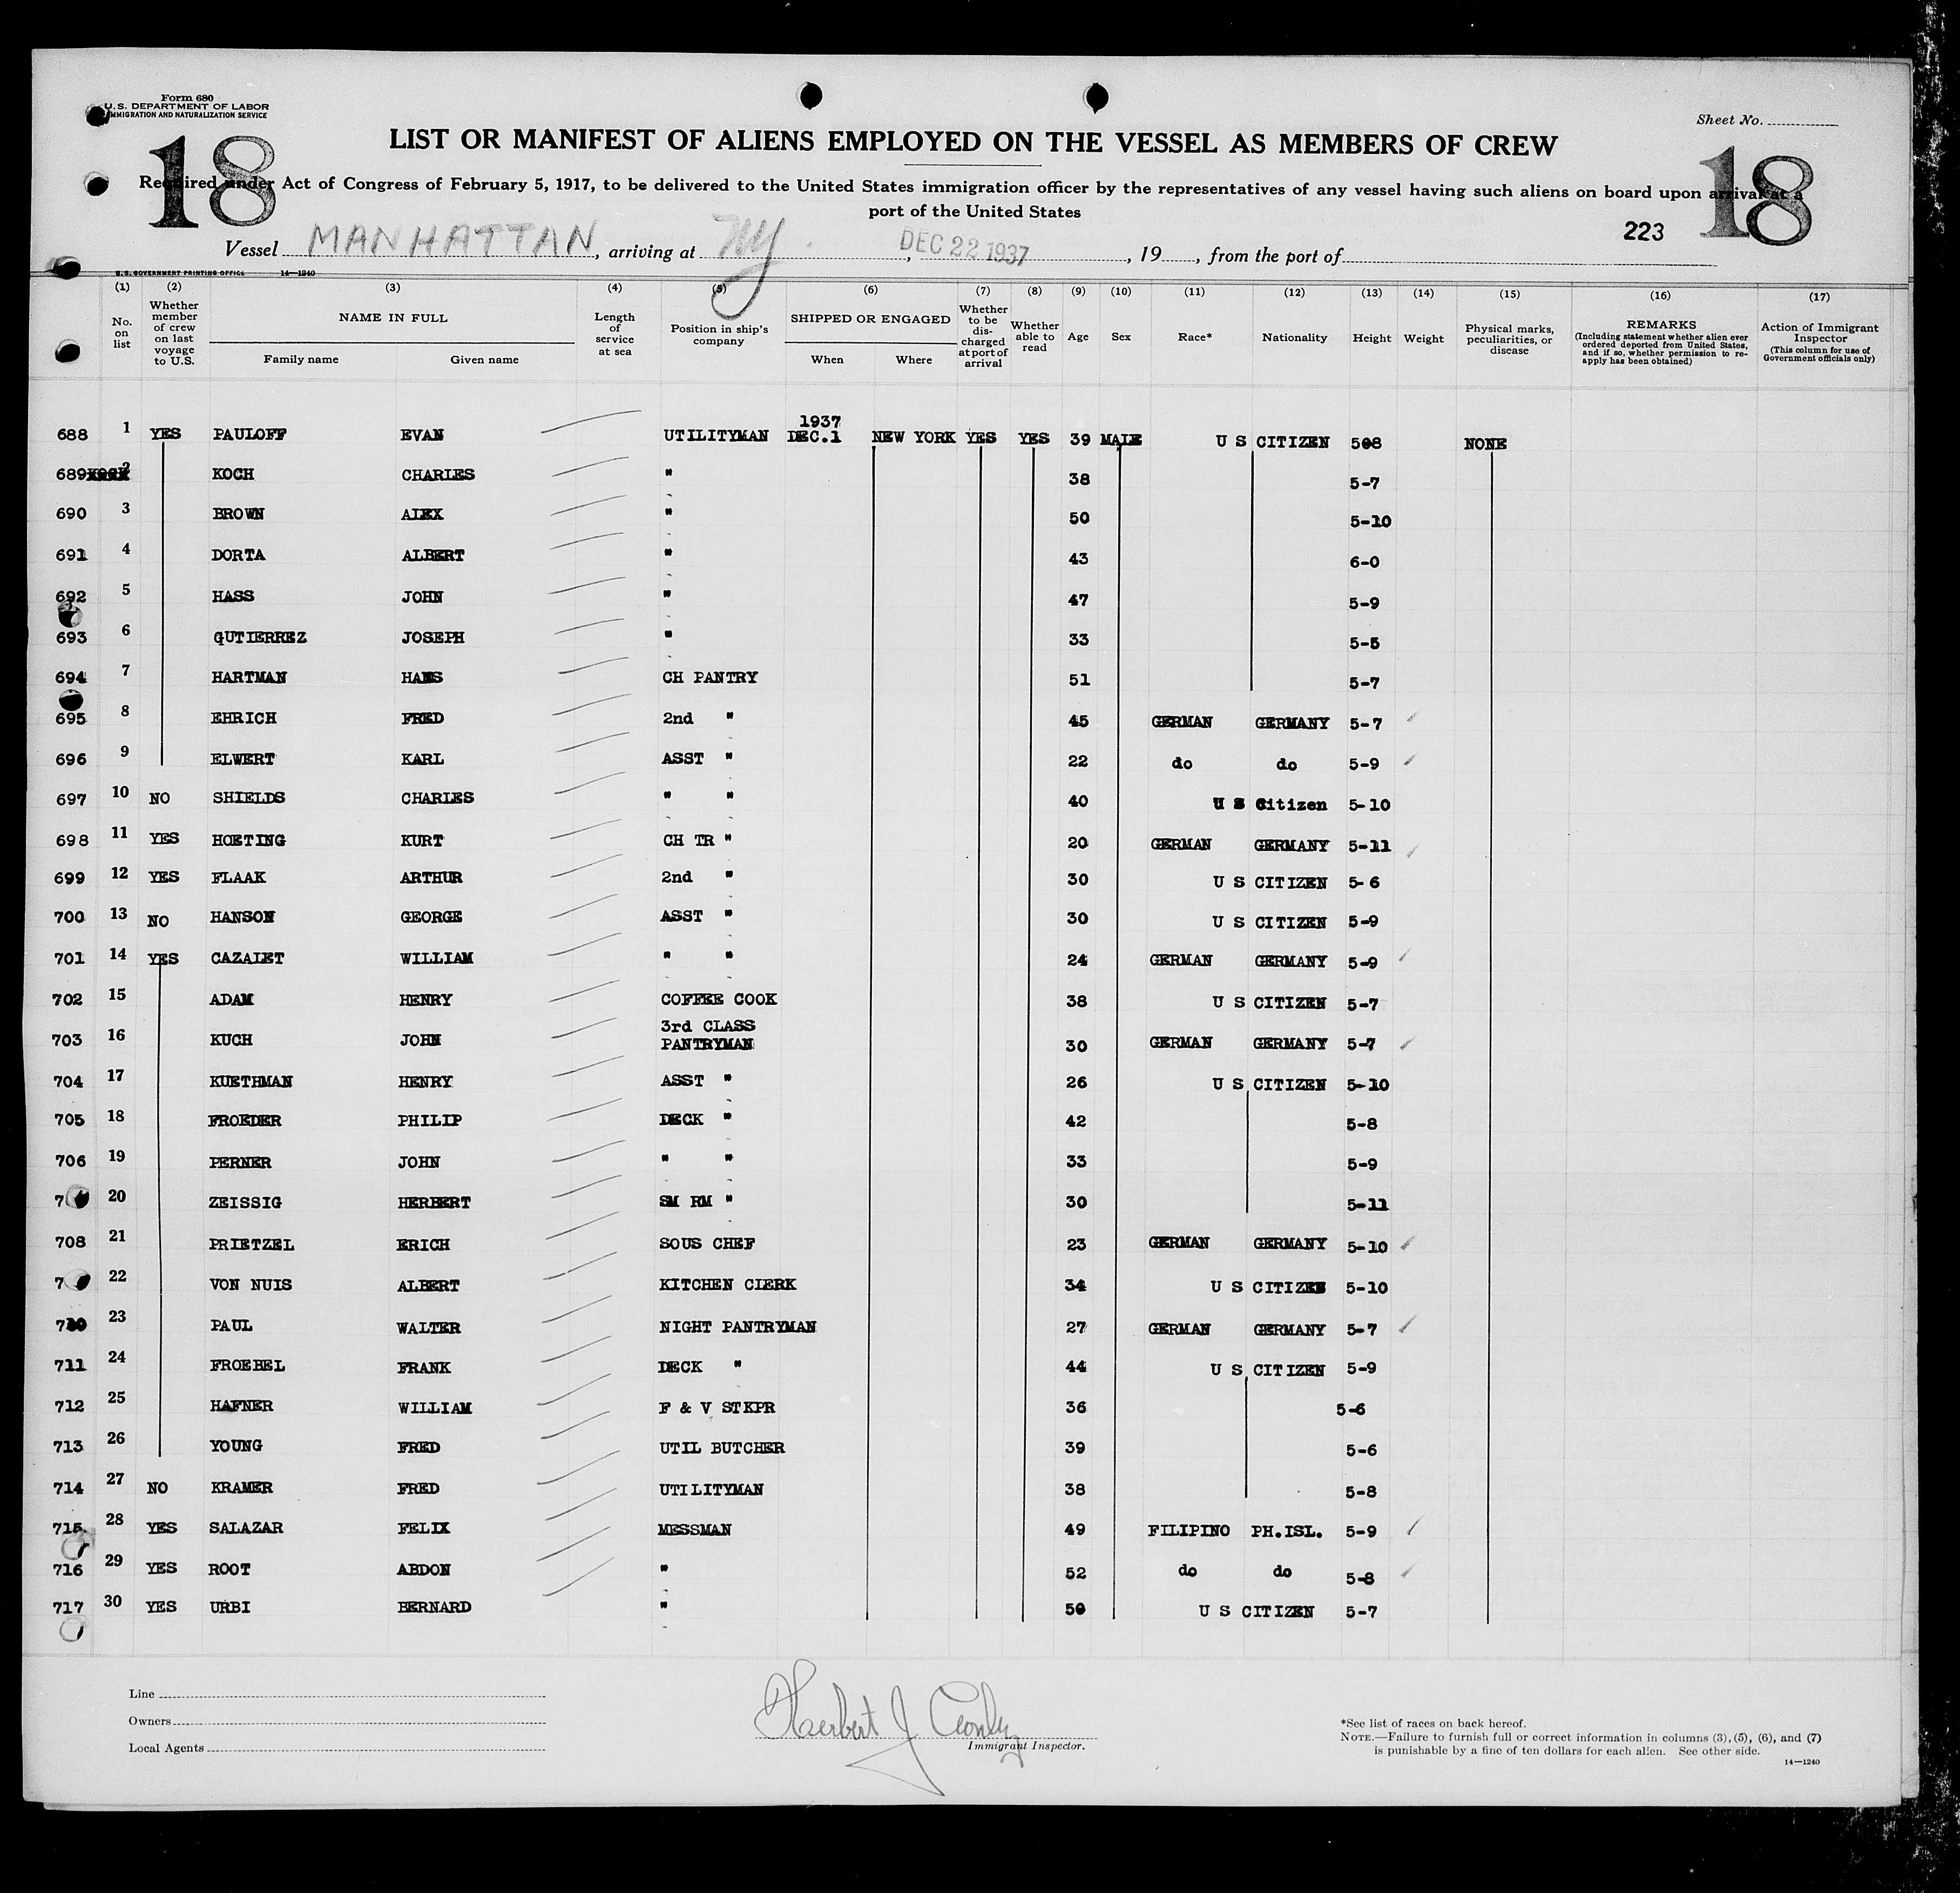 Form 680
U.S. DEPARTMENT OF LABOR
IMMIGRATION AND NATURALIZATION SERVICE
Sheet No.
18
18
LIST OR MANIFEST OF ALIENS EMPLOYED ON THE VESSEL AS MEMBERS OF CREW
Required under Act of Congress of February 5, 1917, to be delivered to the United States immigration officer by the representatives of any vessel having such aliens on board upon arrival at a
port of the United States
223
Vessel MANHATTAN, arriving at NY, DEC 22 1937, 19, from the port of
U.S. GOVERNMENT PRINTING OFFICE 14—1240
(1) (2) (3) (4) (5) (6) (7) (8) (9) (10) (11) (12) (13) (14) (15) (16) (17)
No. on list
Whether member of crew on last voyage to U.S.
NAME IN FULL
Family name Given name
Length of service at sea
Position in ship's company
SHIPPED OR ENGAGED
When Where
Whether to be discharged at port of arrival
Whether able to read
Age
Sex
Race*
Nationality
Height
Weight
Physical marks, peculiarities, or disease
REMARKS
(Including statement whether alien ever ordered deported from United States, and if so, whether permission to reapply has been obtained)
Action of Immigrant Inspector
(This column for use of Government officials only)
688 1 YES PAULOFF EVAN UTILITYMAN 1937 DEC.1 NEW YORK YES YES 39 MALE U S CITIZEN 508 NONE
689 2 KOCH CHARLES " 38 5-7
690 3 BROWN ALEX " 50 5-10
691 4 DORTA ALBERT " 43 6-0
692 5 HASS JOHN " 47 5-9
693 6 GUTIERREZ JOSEPH " 33 5-5
694 7 HARTMAN HANS CH PANTRY 51 5-7
695 8 EHRICH FRED 2nd " 45 GERMAN GERMANY 5-7
696 9 ELWERT KARL ASST " 22 do do 5-9
697 10 NO SHIELDS CHARLES " " 40 U S Citizen 5-10
698 11 YES HOETING KURT CH TR " 20 GERMAN GERMANY 5-11
699 12 YES FLAAK ARTHUR 2nd " 30 U S CITIZEN 5-6
700 13 NO HANSON GEORGE ASST " 30 U S CITIZEN 5-9
701 14 YES CAZALET WILLIAM " " 24 GERMAN GERMANY 5-9
702 15 ADAM HENRY COFFEE COOK 38 U S CITIZEN 5-7
703 16 KUCH JOHN 3rd CLASS PANTRYMAN 30 GERMAN GERMANY 5-7
704 17 KUETHMAN HENRY ASST " 26 U S CITIZEN 5-10
705 18 FROEDER PHILIP DECK " 42 5-8
706 19 PERNER JOHN " " 33 5-9
7 20 ZEISSIG HERBERT SM RM " 30 5-11
708 21 PRIETZEL ERICH SOUS CHEF 23 GERMAN GERMANY 5-10
7 22 VON NUIS ALBERT KITCHEN CLERK 34 U S CITIZEN 5-10
710 23 PAUL WALTER NIGHT PANTRYMAN 27 GERMAN GERMANY 5-7
711 24 FROEBEL FRANK DECK " 44 U S CITIZEN 5-9
712 25 HAFNER WILLIAM F & V STKPR 36 5-6
713 26 YOUNG FRED UTIL BUTCHER 39 5-6
714 27 NO KRAMER FRED UTILITYMAN 38 5-8
715 28 YES SALAZAR FELIX MESSMAN 49 FILIPINO PH.ISL. 5-9
716 29 YES ROOT ABDON " 52 do do 5-8
717 30 YES URBI BERNARD " 50 U S CITIZEN 5-7
Line
Owners
Local Agents
Herbert J
Immigrant Inspector.
*See list of races on back hereof.
NOTE.—Failure to furnish full or correct information in columns (3), (5), (6), and (7)
is punishable by a fine of ten dollars for each alien. See other side.
14—1240